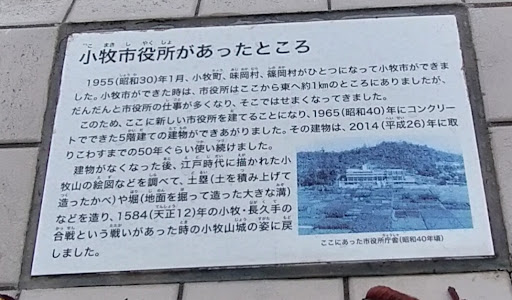 小牧市役所があったところ
1955(昭和30)年1月、小牧町、味岡村、篠岡村がひとつになって小牧市ができま
した。小牧市ができた時は、市役所はここから東へ約1kmのところにありましたが、
だんだんと市役所の仕事が多くなり、そこではせまくなってきました。
このため、ここに新しい市役所を建てることになり、1965(昭和40)年にコンクリー
トでできた5階建ての建物ができあがりました。その建物は、2014(平成26)年に取
りこわすまでの50年ぐらい使い続けました。
建物がなくなった後、江戸時代に描かれた小
牧山の絵図などを調べて、土塁(土を積み上げて
造ったかべ)や堀(地面を掘って造った大きな溝)
などを造り、1584(天正12)年の小牧・長久手の
合戦という戦いがあった時の小牧山城の姿に戻
しました。
ここにあった市役所庁舎(昭和40年頃)